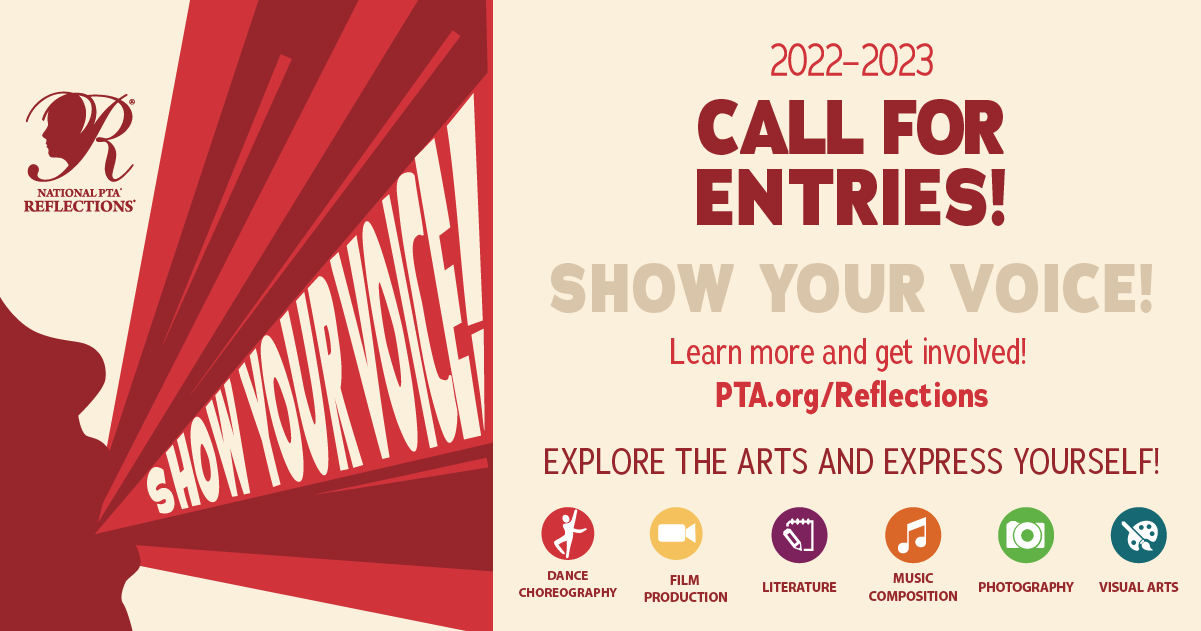 R®
NATIONAL PTA®
REFLECTIONS®
SHOW YOUR VOICE!
2022–2023
CALL FOR
ENTRIES!
SHOW YOUR VOICE!
Learn more and get involved!
PTA.org/Reflections
EXPLORE THE ARTS AND EXPRESS YOURSELF!
DANCE
CHOREOGRAPHY
FILM
PRODUCTION
LITERATURE
MUSIC
COMPOSITION
PHOTOGRAPHY
VISUAL ARTS